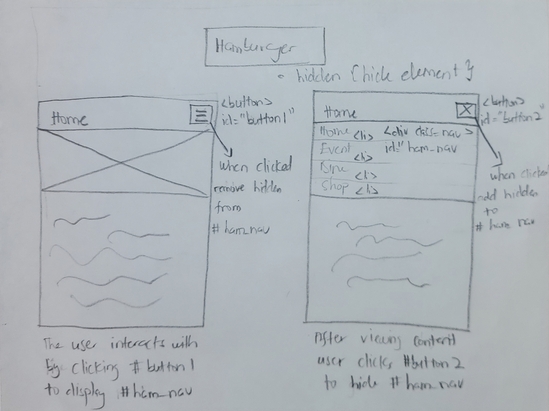 Hamburger
• hidden {hide element}
Home
<button>
id="button1"
when clicked
remove hidden
from
#ham_nav
The user interacts with
By clicking #button1
to display #ham_nav
Home
<button>
id="button2"
Home <li> <div class=nav>
Event id="ham_nav
<li>
<li>
Shop <li>
when clicked
add hidden
to
#ham_nav
After viewing content
user clicks #button2
to hide #ham_nav